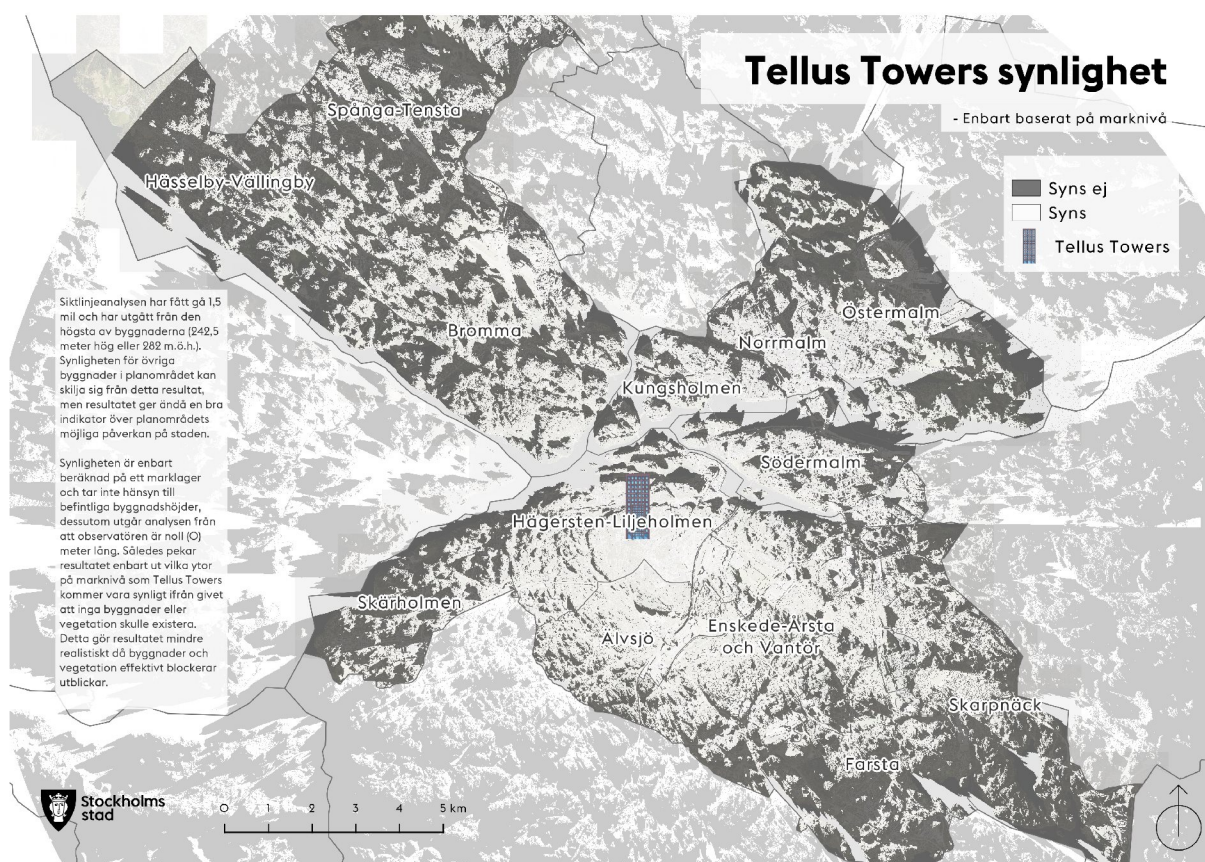 Tellus Towers synlighet
- Enbart baserat på marknivå
Syns ej
Syns
Tellus Towers
Spånga-Tensta
Hässelby-Vällingby
Bromma
Östermalm
Norrmalm
Kungsholmen
Södermalm
Hägersten-Liljeholmen
Skärholmen
Älvsjö
Enskede-Årsta
och Vantör
Skarpnäck
Farsta
Siktlinjeanalysen har fått gå 1,5
mil och har utgått från den
högsta av byggnaderna (242,5
meter hög eller 282 m.ö.h.).
Synligheten för övriga
byggnader i planområdet kan
skilja sig från detta resultat,
men resultatet ger ändå en bra
indikator över planområdets
möjliga påverkan på staden.
Synligheten är enbart
beräknad på ett marklager
och tar inte hänsyn till
befintliga byggnadshöjder,
dessutom utgår analysen från
att observatören är noll (0)
meter lång. Således pekar
resultatet enbart ut vilka ytor
på marknivå som Tellus Towers
kommer vara synligt ifrån givet
att inga byggnader eller
vegetation skulle existera.
Detta gör resultatet mindre
realistiskt då byggnader och
vegetation effektivt blockerar
utblickar.
Stockholms
stad
0 1 2 3 4 5 km